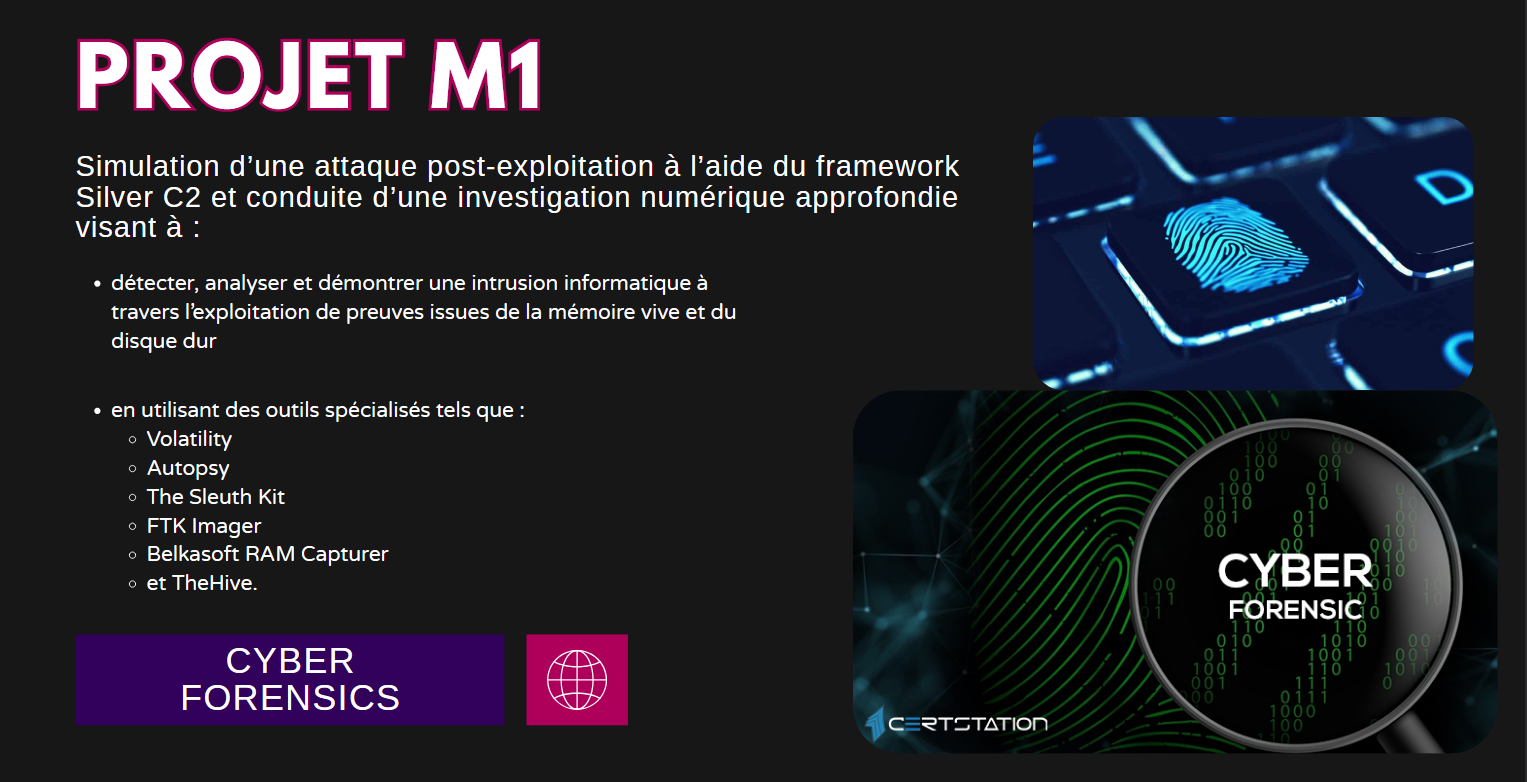 PROJET M1
Simulation d’une attaque post-exploitation à l’aide du framework
Silver C2 et conduite d’une investigation numérique approfondie
visant à :
• détecter, analyser et démontrer une intrusion informatique à
travers l’exploitation de preuves issues de la mémoire vive et du
disque dur
• en utilisant des outils spécialisés tels que :
◦ Volatility
◦ Autopsy
◦ The Sleuth Kit
◦ FTK Imager
◦ Belkasoft RAM Capturer
◦ et TheHive.
CYBER
FORENSICS
D
CYBER
FORENSIC
CERTSTATION